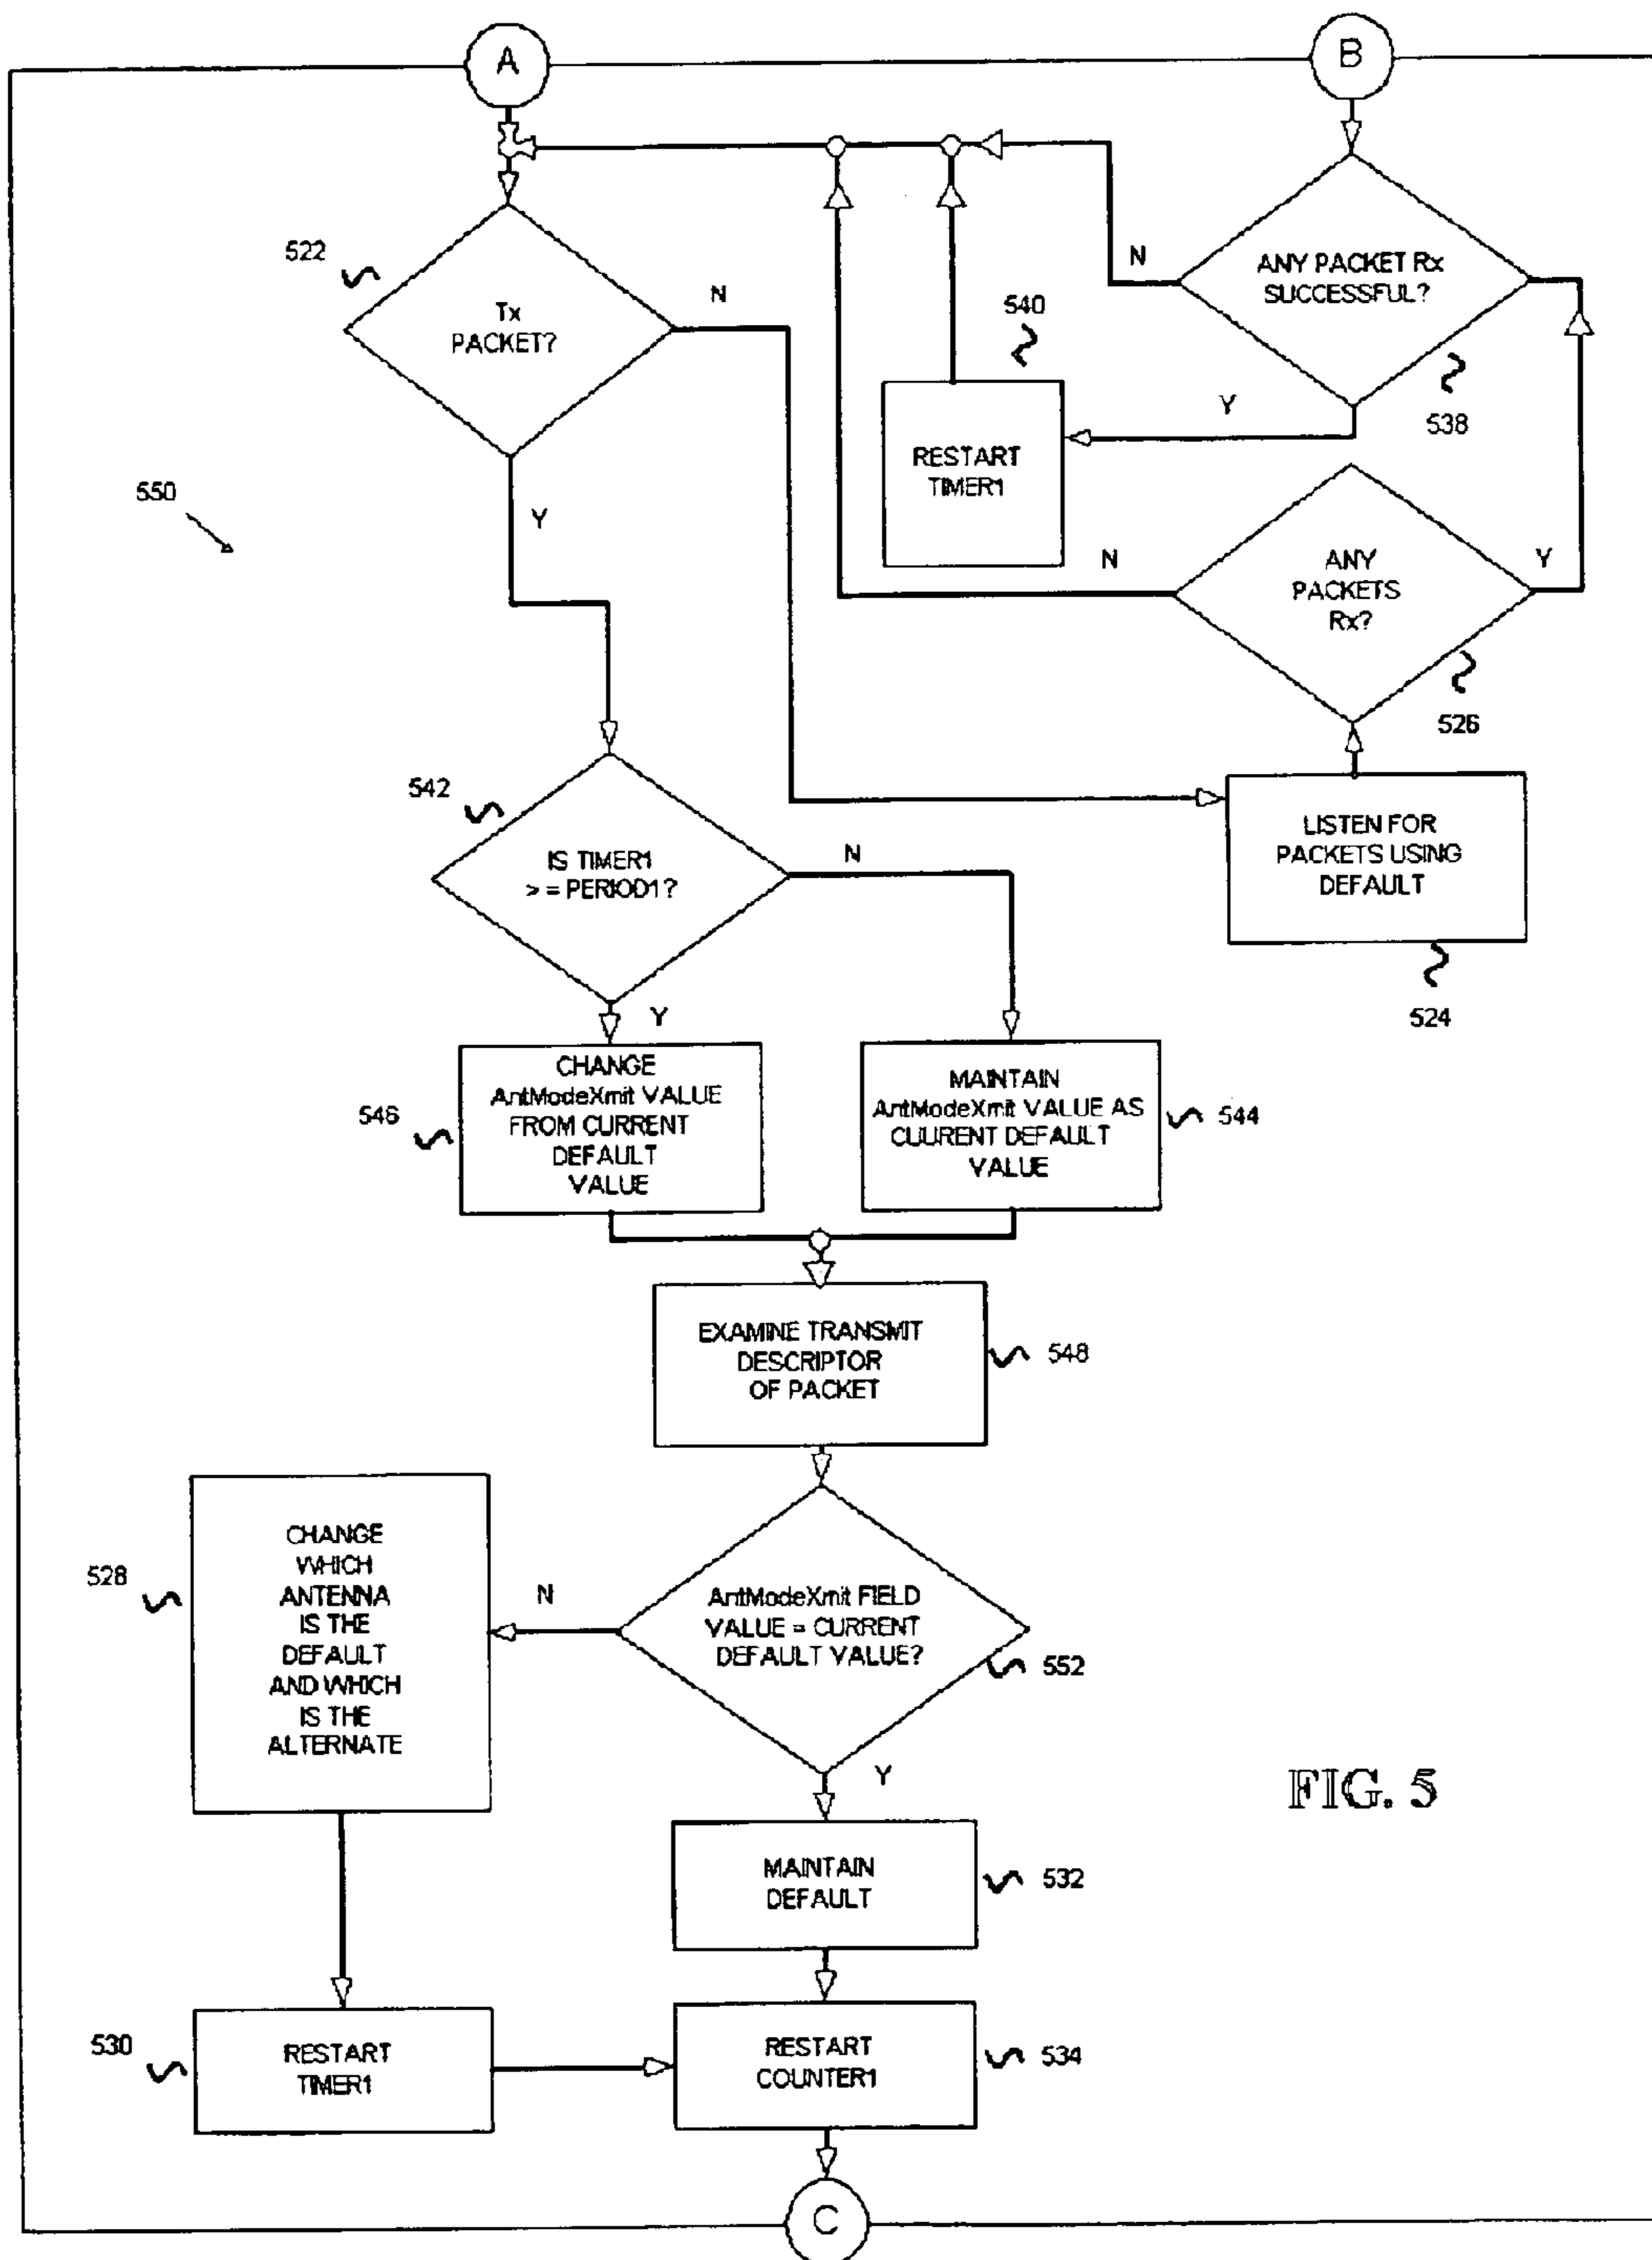 A
B
522
Tx
PACKET?
N
Y
550
N
ANY PACKET Rx
SUCCESSFUL?
538
540
Y
RESTART
TIMER1
N
ANY
PACKETS
Rx?
Y
526
542
IS TIMER1
> = PERIOD1?
N
Y
LISTEN FOR
PACKETS USING
DEFAULT
524
546
CHANGE
AntModeXmit VALUE
FROM CURRENT
DEFAULT
VALUE
MAINTAIN
AntModeXmit VALUE AS
CUURENT DEFAULT
VALUE
544
EXAMINE TRANSMIT
DESCRIPTOR
OF PACKET
548
528
CHANGE
WHICH
ANTENNA
IS THE
DEFAULT
AND WHICH
IS THE
ALTERNATE
N
AntModeXmit FIELD
VALUE = CURRENT
DEFAULT VALUE?
552
Y
FIG. 5
MAINTAIN
DEFAULT
532
530
RESTART
TIMER1
RESTART
COUNTER1
534
C